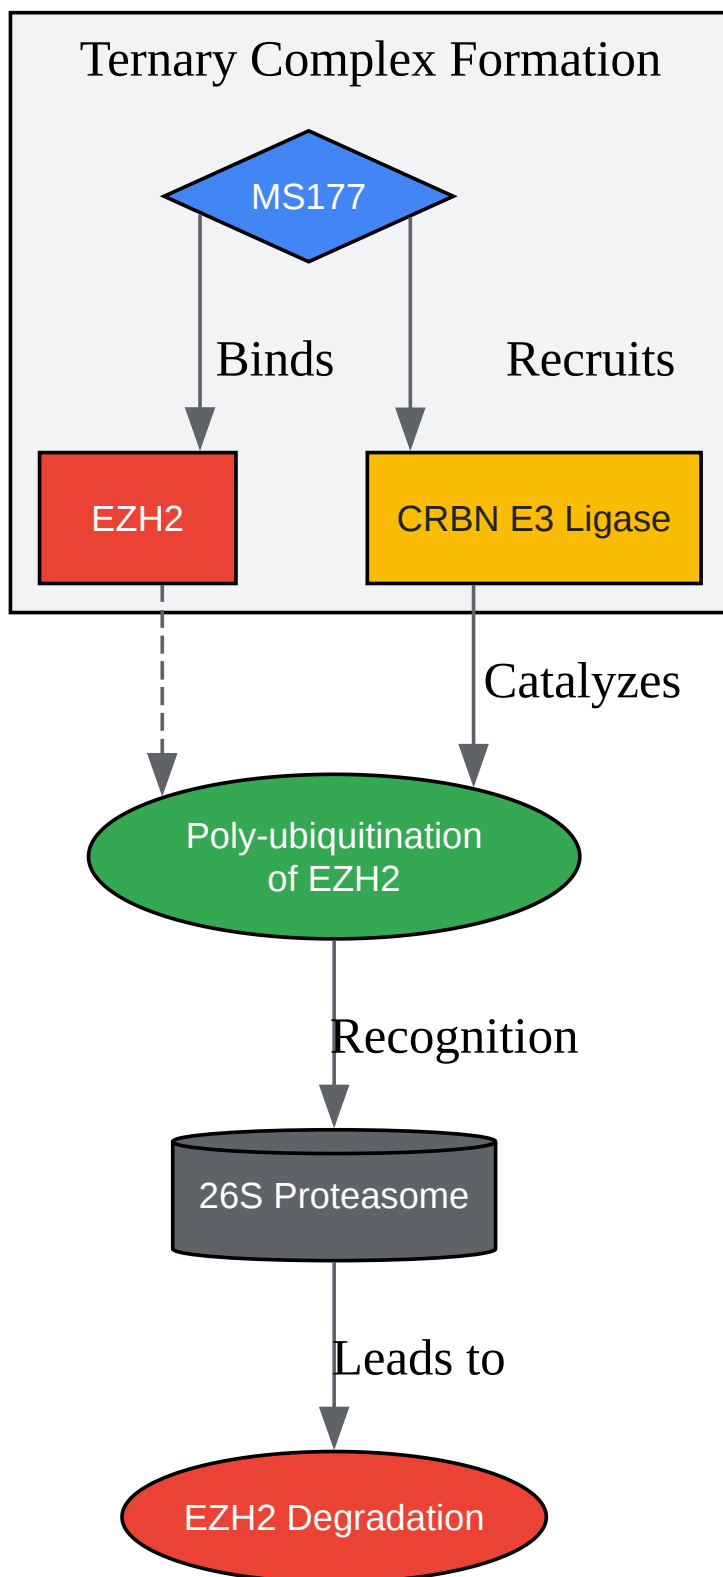 Ternary Complex Formation
MS177
Binds
Recruits
EZH2
CRBN E3 Ligase
Catalyzes
Poly-ubiquitination
of EZH2
Recognition
26S Proteasome
Leads to
EZH2 Degradation